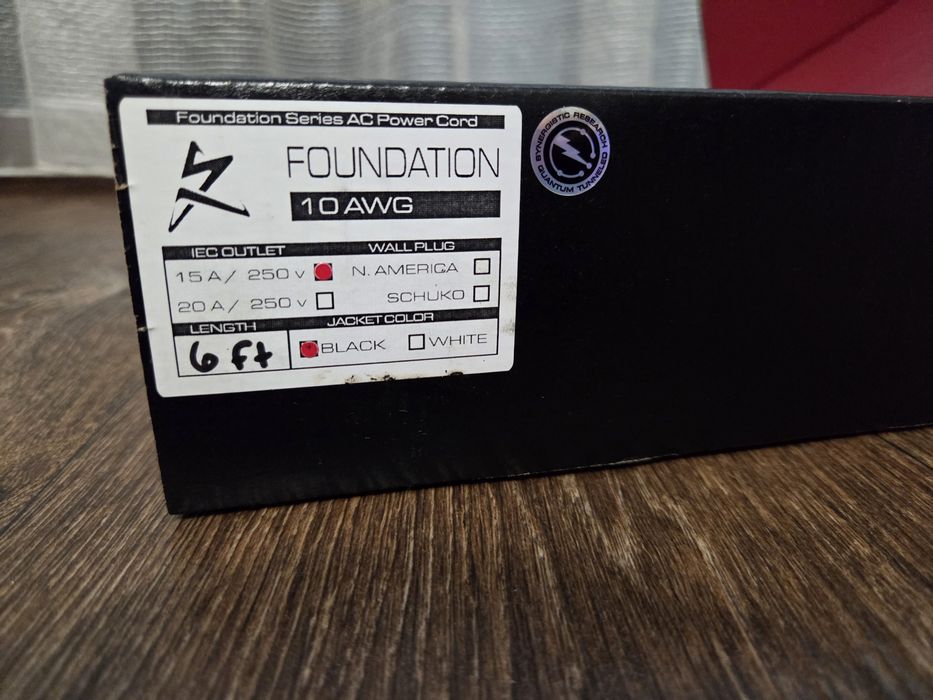 Foundation Series AC Power Cord
FOUNDATION
10 AWG
IEC OUTLET WALL PLUG
15 A / 250 v N. AMERICA
20 A / 250 v SCHUKO
LENGTH JACKET COLOR
6 ft BLACK WHITE
SYNERGISTIC RESEARCH
QUANTUM TUNNELED